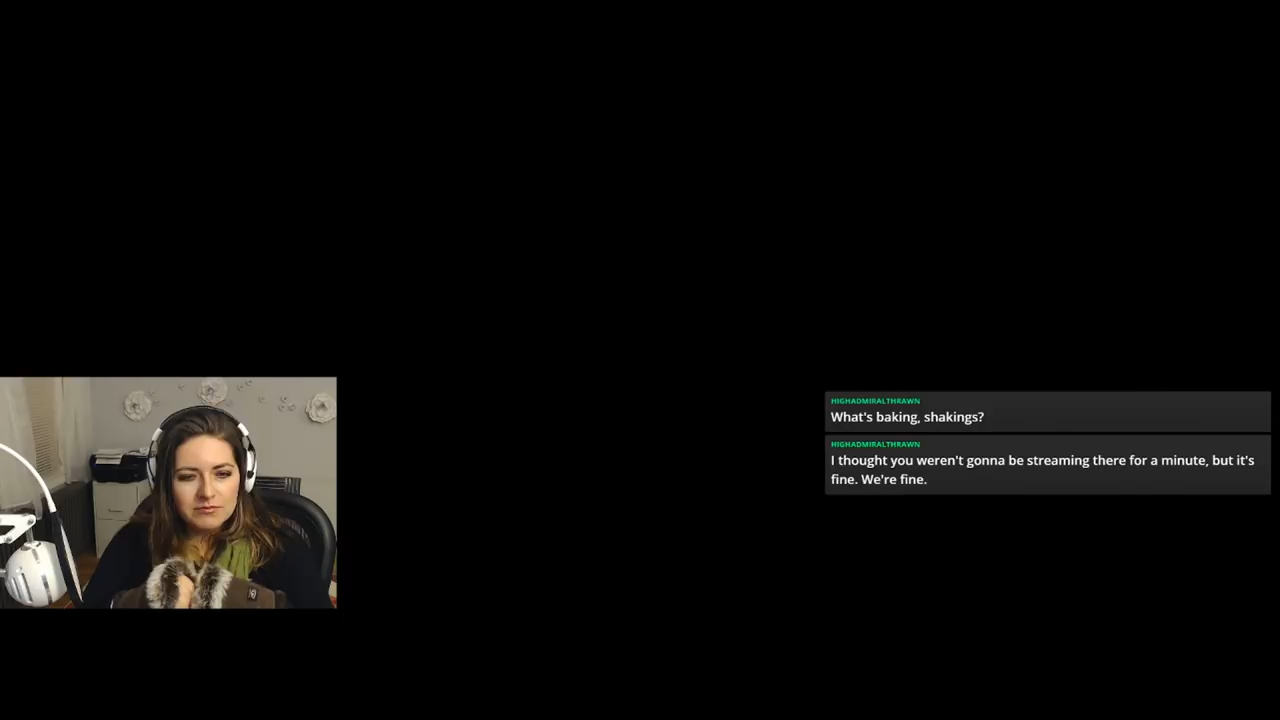 HIGHADMIRALTHRAWN
What's baking, shakings?
HIGHADMIRALTHRAWN
I thought you weren't gonna be streaming there for a minute, but it's
fine. We're fine.